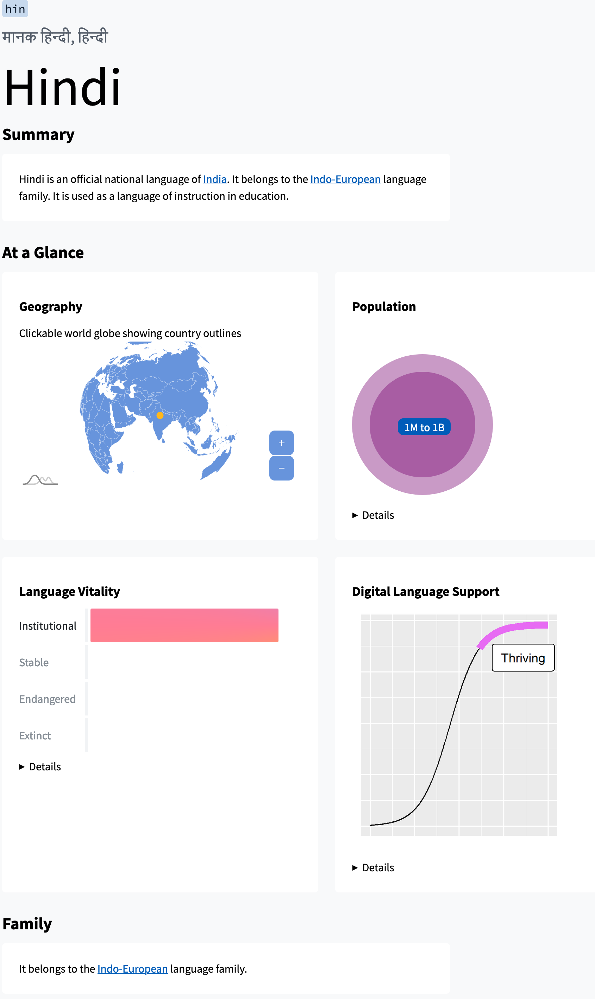 hin
मानक हिन्दी, हिन्दी
Hindi
Summary
Hindi is an official national language of India. It belongs to the Indo-European language
family. It is used as a language of instruction in education.
At a Glance
Geography
Clickable world globe showing country outlines
+
−
Population
1M to 1B
▶ Details
Language Vitality
Institutional
Stable
Endangered
Extinct
▶ Details
Digital Language Support
Thriving
▶ Details
Family
It belongs to the Indo-European language family.